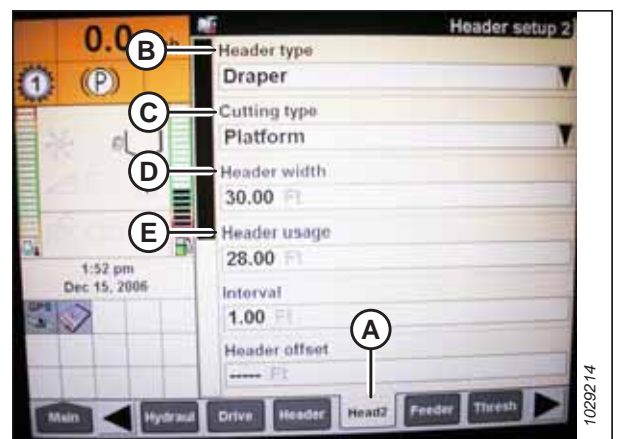 0.0
Header setup 2
B
Header type
Draper
1
(P)
C
Cutting type
Platform
D
Header width
30.00 Ft
E
Header usage
28.00 Ft
1:52 pm
Dec 15, 2006
Interval
1.00 Ft
GPS
A
Header offset
----- Ft
Main
Hydraul
Drive
Header
Head2
Feeder
Thresh
1029214